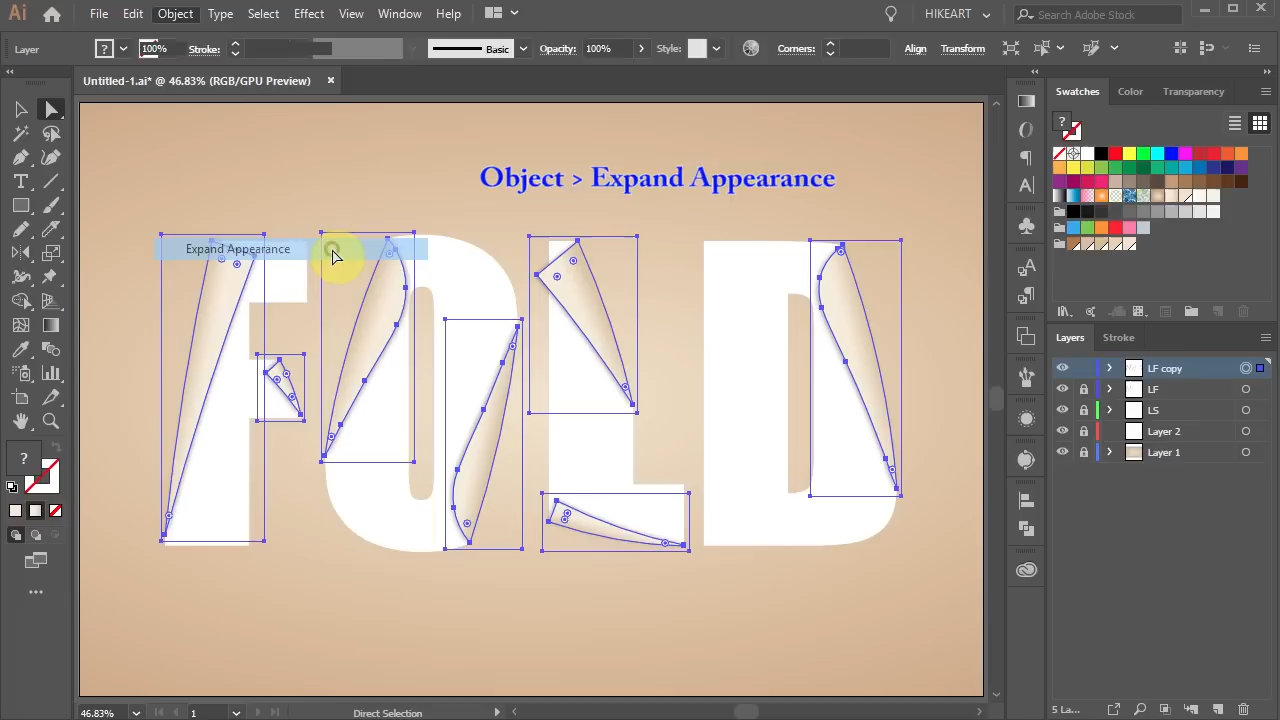 Ai File Edit Object Type Select Effect View Window Help HIKEART Search Adobe Stock
Layer ? 100% Stroke: Basic Opacity: 100% Style: Corners: Align Transform
Untitled-1.ai* @ 46.83% (RGB/GPU Preview) ×
Swatches Color Transparency
Object > Expand Appearance
Expand Appearance
FOLD
Layers Stroke
LF copy
LF
LS
Layer 2
Layer 1
46.83% 1 Direct Selection
5 La...